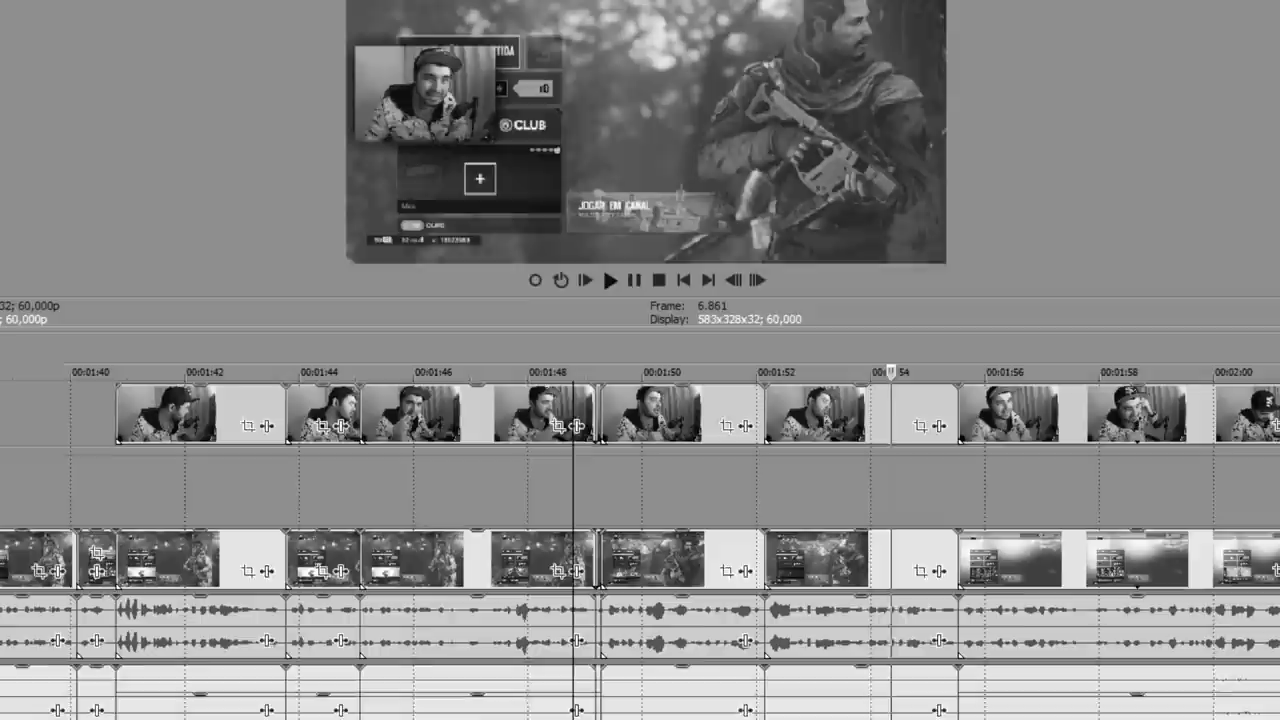 TIDA
CLUB
JOGAR EM CANAL
32; 60,000p
; 60,000p
Frame: 6.861
Display: 583x328x32; 60,000
00:01:40
00:01:42
00:01:44
00:01:46
00:01:48
00:01:50
00:01:52
54
00:01:56
00:01:58
00:02:00